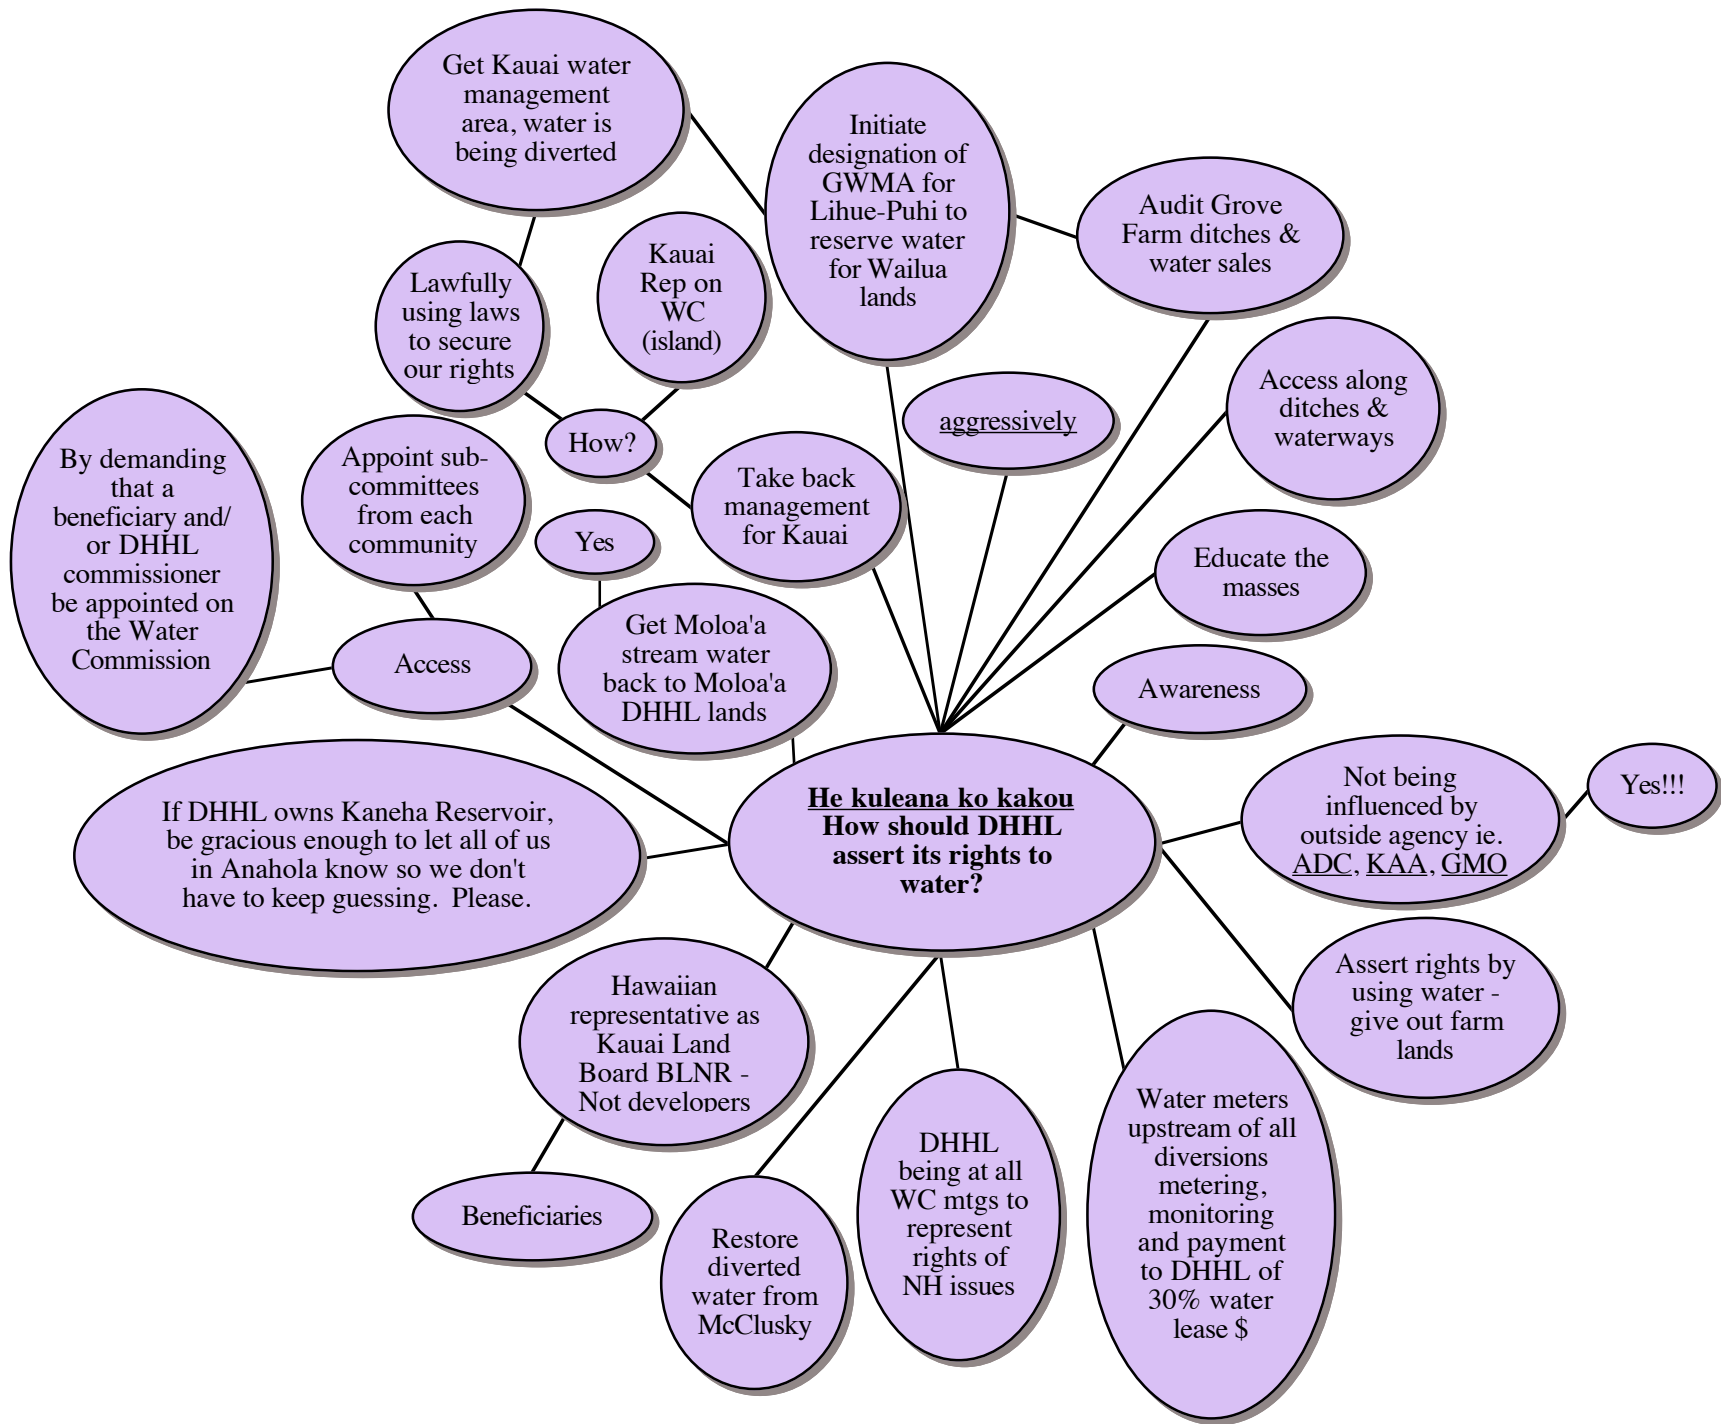 Get Kauai water
management
area, water is
being diverted
Initiate
designation of
GWMA for
Lihue-Puhi to
reserve water
for Wailua
lands
Audit Grove
Farm ditches &
water sales
Lawfully
using laws
to secure
our rights
Kauai
Rep on
WC
(island)
Access along
ditches &
waterways
aggressively
How?
By demanding
that a
beneficiary and/
or DHHL
commissioner
be appointed on
the Water
Commission
Appoint sub-
committees
from each
community
Take back
management
for Kauai
Yes
Educate the
masses
Access
Get Moloa'a
stream water
back to Moloa'a
DHHL lands
Awareness
If DHHL owns Kaneha Reservoir,
be gracious enough to let all of us
in Anahola know so we don't
have to keep guessing.  Please.
He kuleana ko kakou
How should DHHL
assert its rights to
water?
Not being
influenced by
outside agency ie.
ADC, KAA, GMO
Yes!!!
Assert rights by
using water -
give out farm
lands
Hawaiian
representative as
Kauai Land
Board BLNR -
Not developers
Beneficiaries
Restore
diverted
water from
McClusky
DHHL
being at all
WC mtgs to
represent
rights of
NH issues
Water meters
upstream of all
diversions
metering,
monitoring
and payment
to DHHL of
30% water
lease $